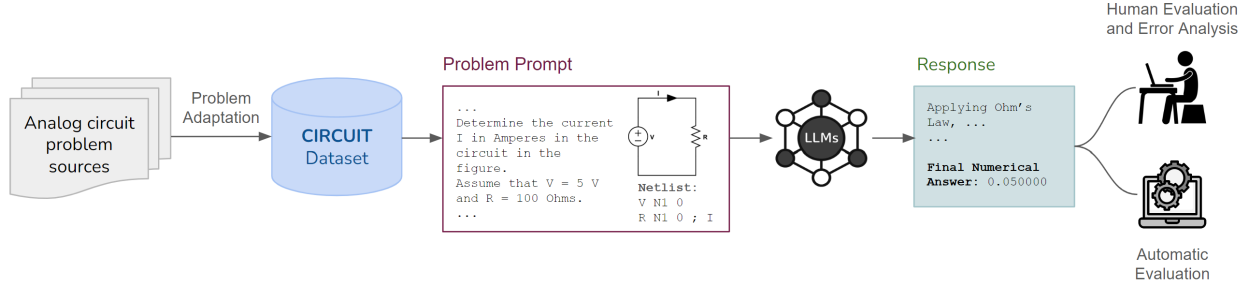 Analog circuit
problem
sources
Problem
Adaptation
CIRCUIT
Dataset
Problem Prompt
...
Determine the current
I in Amperes in the
circuit in the
figure.
Assume that V = 5 V
and R = 100 Ohms.
...
I
V
R
Netlist:
V N1 0
R N1 0 ; I
LLMs
Response
Applying Ohm's
Law, ...
...
Final Numerical
Answer: 0.050000
Human Evaluation
and Error Analysis
Automatic
Evaluation